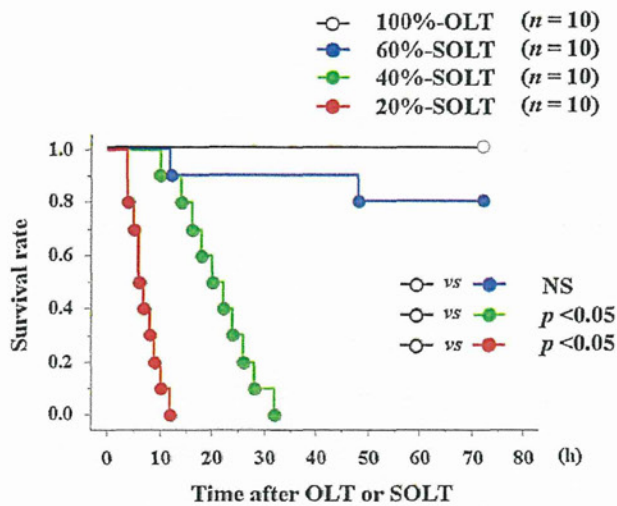 100%-OLT (n = 10)
60%-SOLT (n = 10)
40%-SOLT (n = 10)
20%-SOLT (n = 10)
1.0
0.8
0.6
0.4
0.2
0.0
Survival rate
vs NS
vs p <0.05
vs p <0.05
0 10 20 30 40 50 60 70 80 (h)
Time after OLT or SOLT